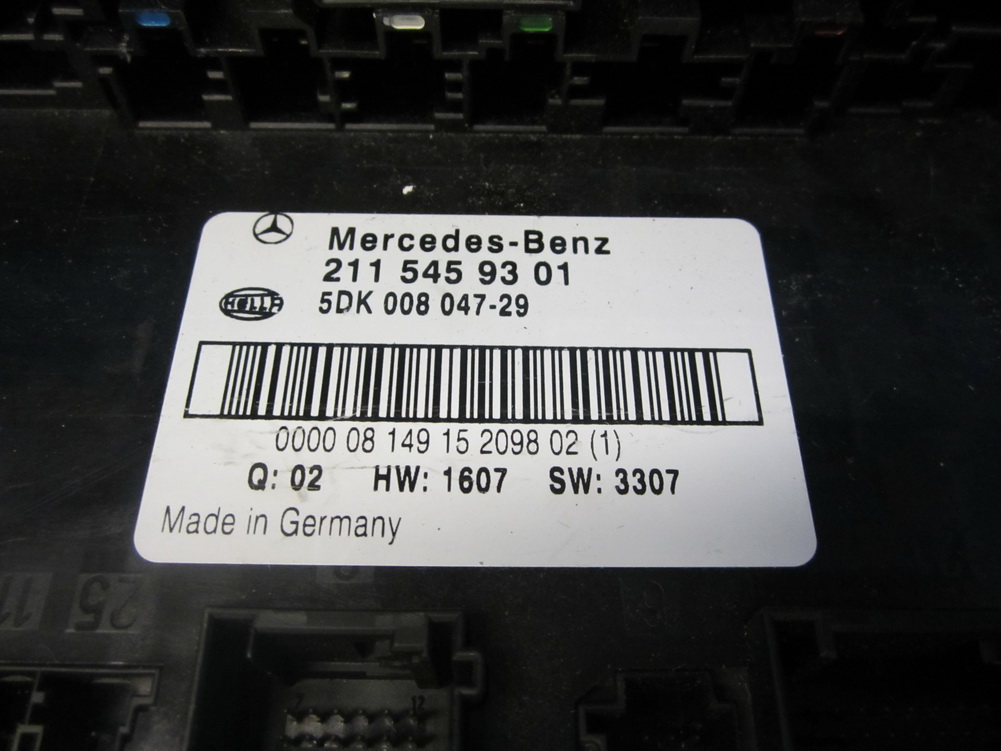 Mercedes-Benz
211 545 93 01
HELLA
5DK 008 047-29
0000 08 149 15 2098 02 (1)
Q: 02 HW: 1607 SW: 3307
Made in Germany
25
12